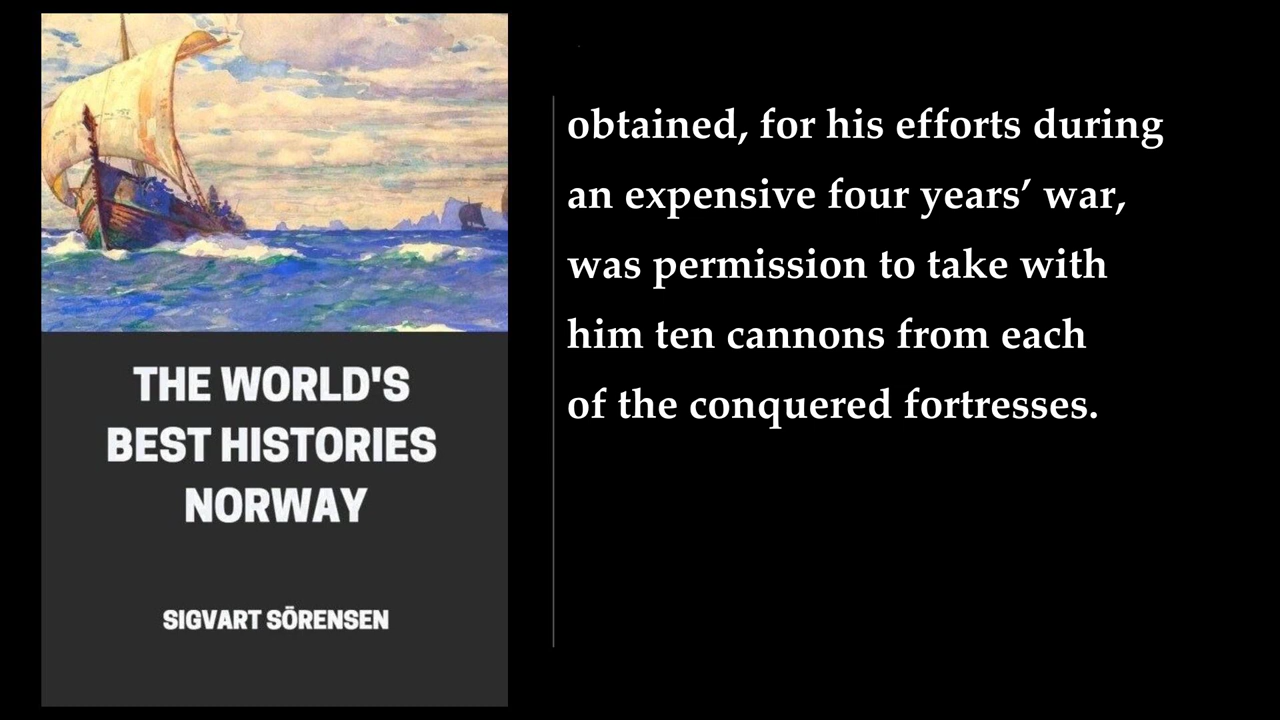 THE WORLD'S
BEST HISTORIES
NORWAY
SIGVART SÖRENSEN
obtained, for his efforts during
an expensive four years’ war,
was permission to take with
him ten cannons from each
of the conquered fortresses.